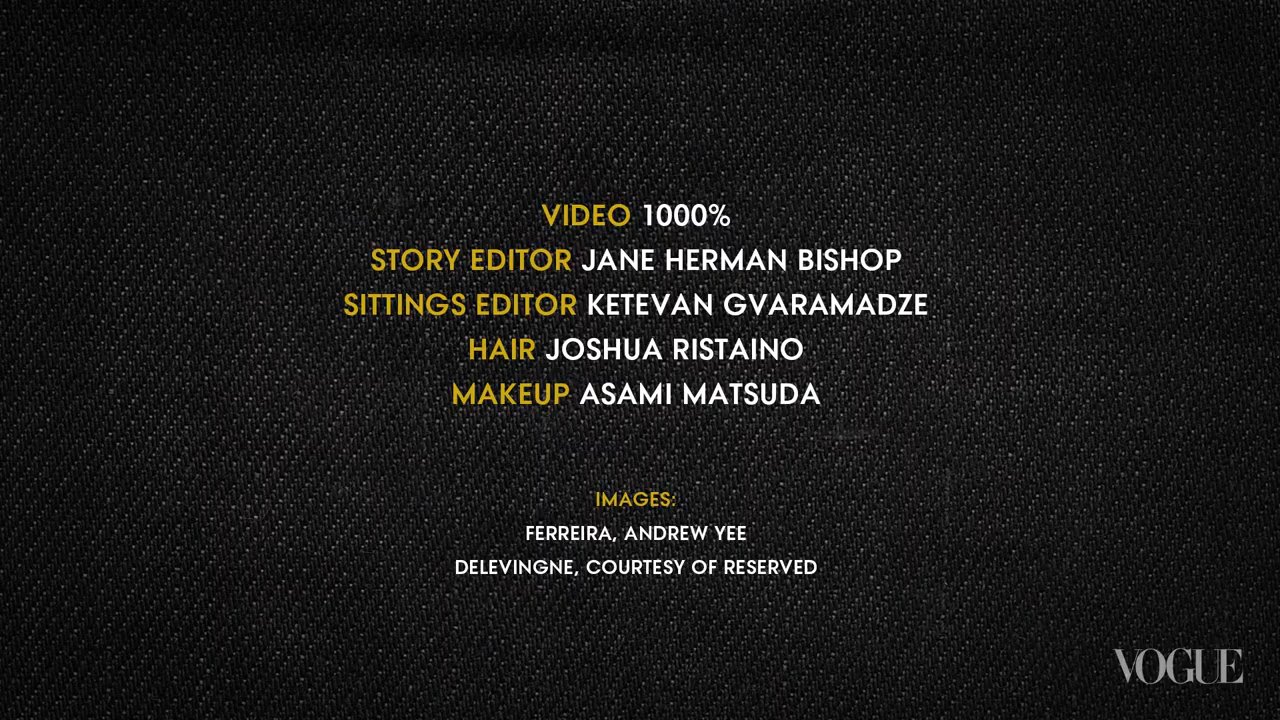 VIDEO 1000%
STORY EDITOR JANE HERMAN BISHOP
SITTINGS EDITOR KETEVAN GVARAMADZE
HAIR JOSHUA RISTAINO
MAKEUP ASAMI MATSUDA
IMAGES:
FERREIRA, ANDREW YEE
DELEVINGNE, COURTESY OF RESERVED
VOGUE